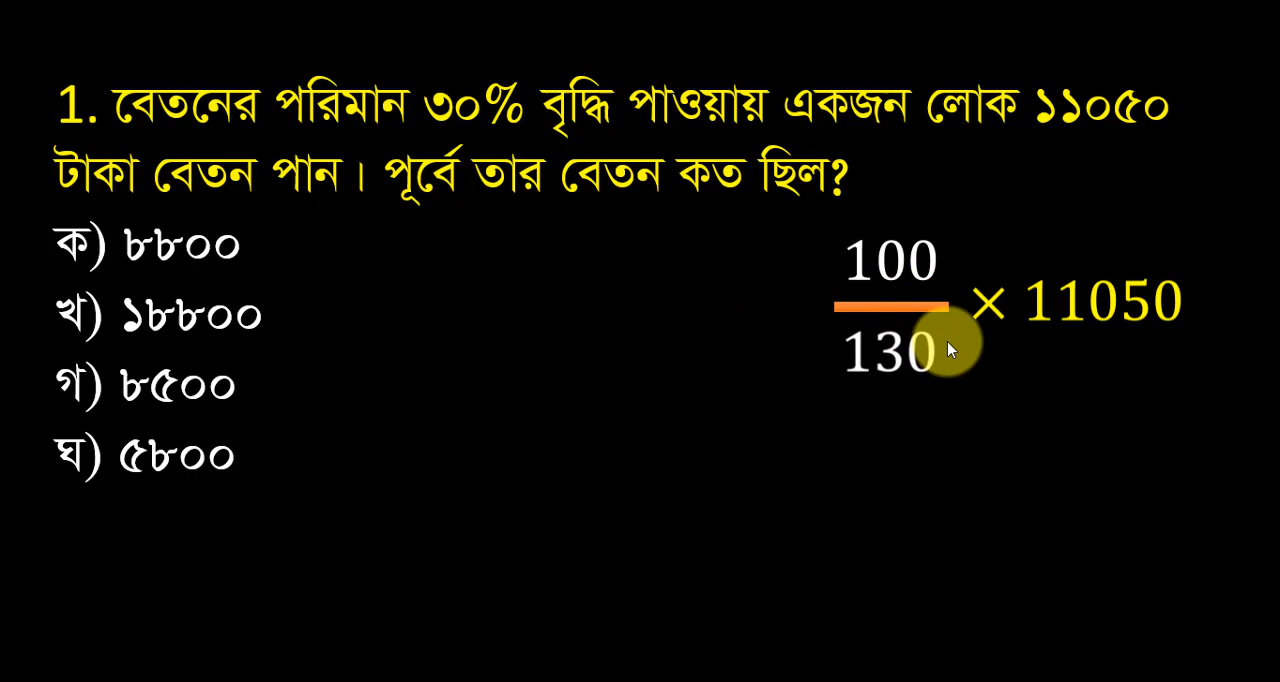 1. বেতনের পরিমান ৩০% বৃদ্ধি পাওয়ায় একজন লোক ১১০৫০
টাকা বেতন পান। পূর্বে তার বেতন কত ছিল?
ক) ৮৮০০
খ) ১৮৮০০
গ) ৮৫০০
ঘ) ৫৮০০
100
130
× 11050